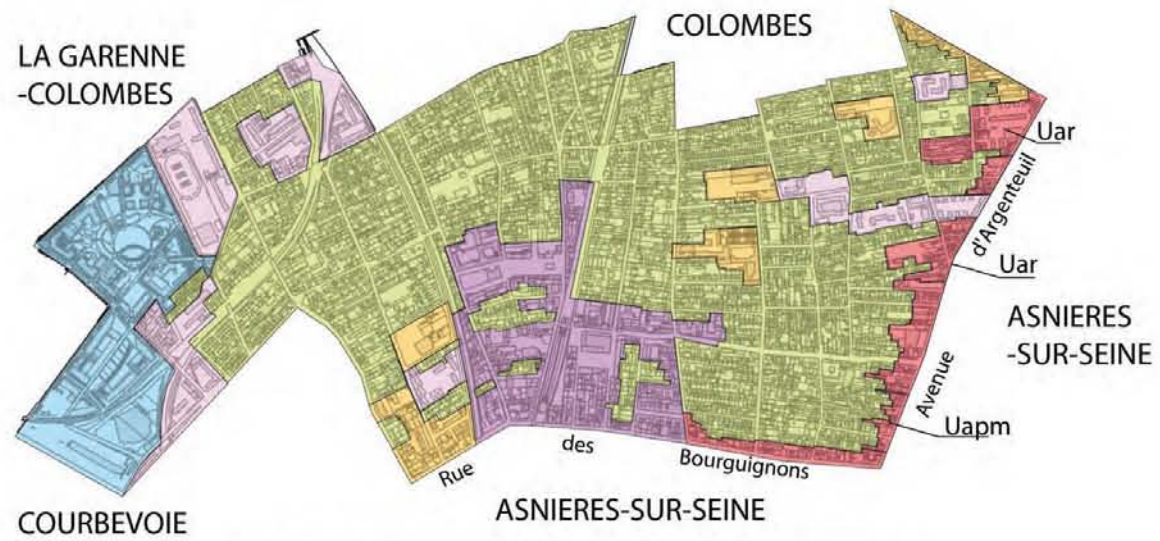 COLOMBES
LA GARENNE
-COLOMBES
Uar
d'Argenteuil
Uar
ASNIERES
-SUR-SEINE
Avenue
Uapm
des
Rue
Bourguignons
ASNIERES-SUR-SEINE
COURBEVOIE